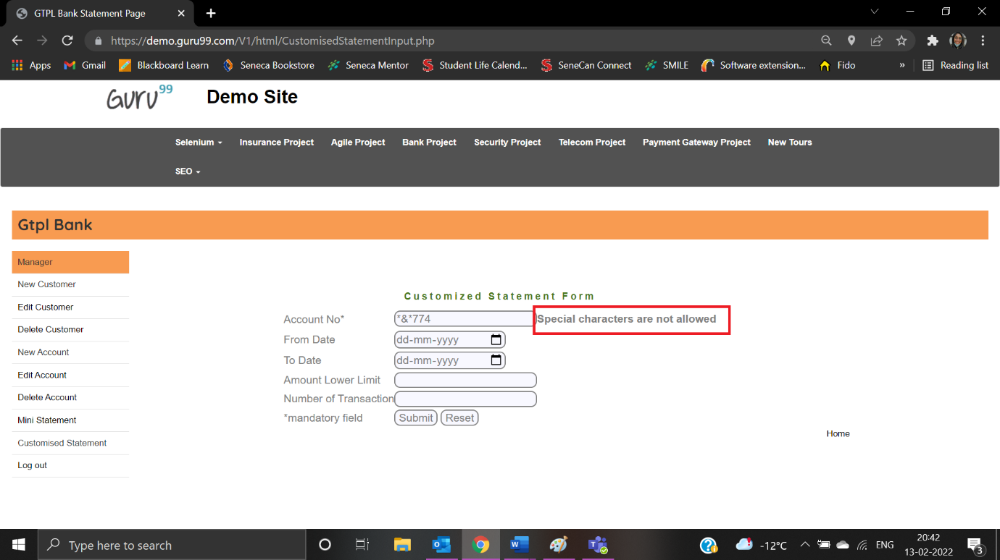 GTPL Bank Statement Page
https://demo.guru99.com/V1/html/CustomisedStatementInput.php
Apps Gmail Blackboard Learn Seneca Bookstore Seneca Mentor Student Life Calend... SeneCan Connect SMILE Software extension... Fido » Reading list
Guru99 Demo Site
Selenium Insurance Project Agile Project Bank Project Security Project Telecom Project Payment Gateway Project New Tours
SEO
Gtpl Bank
Manager
New Customer
Edit Customer
Delete Customer
New Account
Edit Account
Delete Account
Mini Statement
Customised Statement
Log out
Customized Statement Form
Account No* *&*774 Special characters are not allowed
From Date dd-mm-yyyy
To Date dd-mm-yyyy
Amount Lower Limit
Number of Transaction
*mandatory field Submit Reset
Home
Type here to search
-12°C ENG 20:42
13-02-2022 3